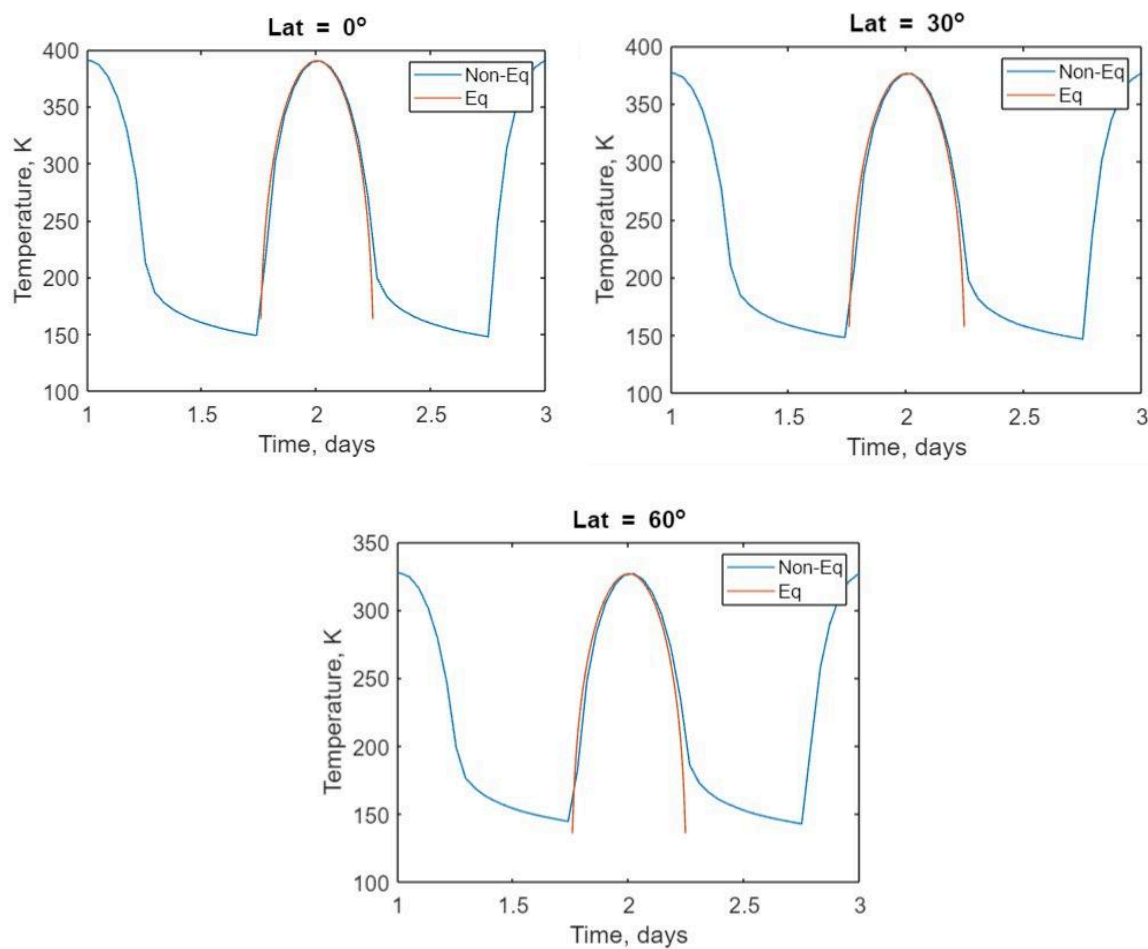 Lat = 0°
400
350
300
250
200
150
100
Temperature, K
Non-Eq
Eq
1
1.5
2
2.5
3
Time, days
Lat = 30°
400
350
300
250
200
150
100
Temperature, K
Non-Eq
Eq
1
1.5
2
2.5
3
Time, days
Lat = 60°
350
300
250
200
150
100
Temperature, K
Non-Eq
Eq
1
1.5
2
2.5
3
Time, days